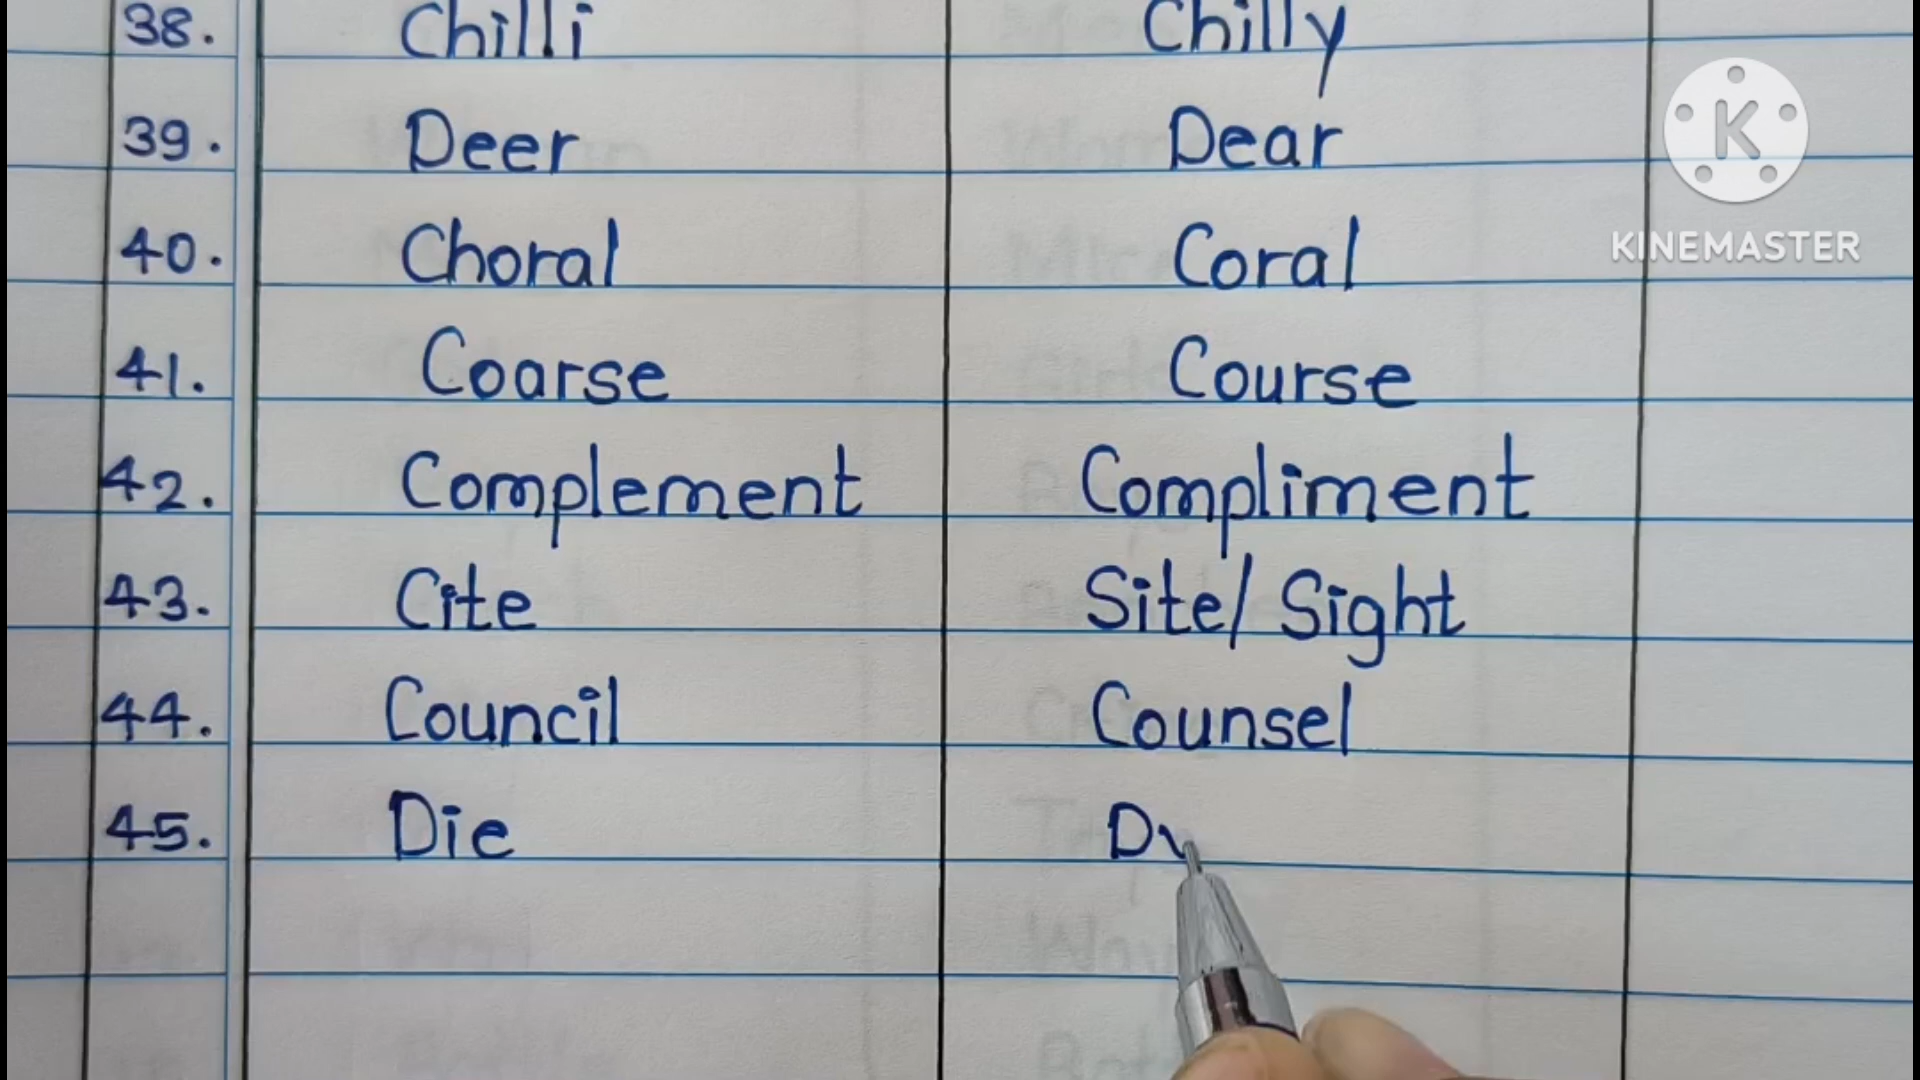 38. Chilli Chilly
39. Deer Dear
40. Choral Coral
41. Coarse Course
42. Complement Compliment
43. Cite Site/ Sight
44. Council Counsel
45. Die
K
KINEMASTER